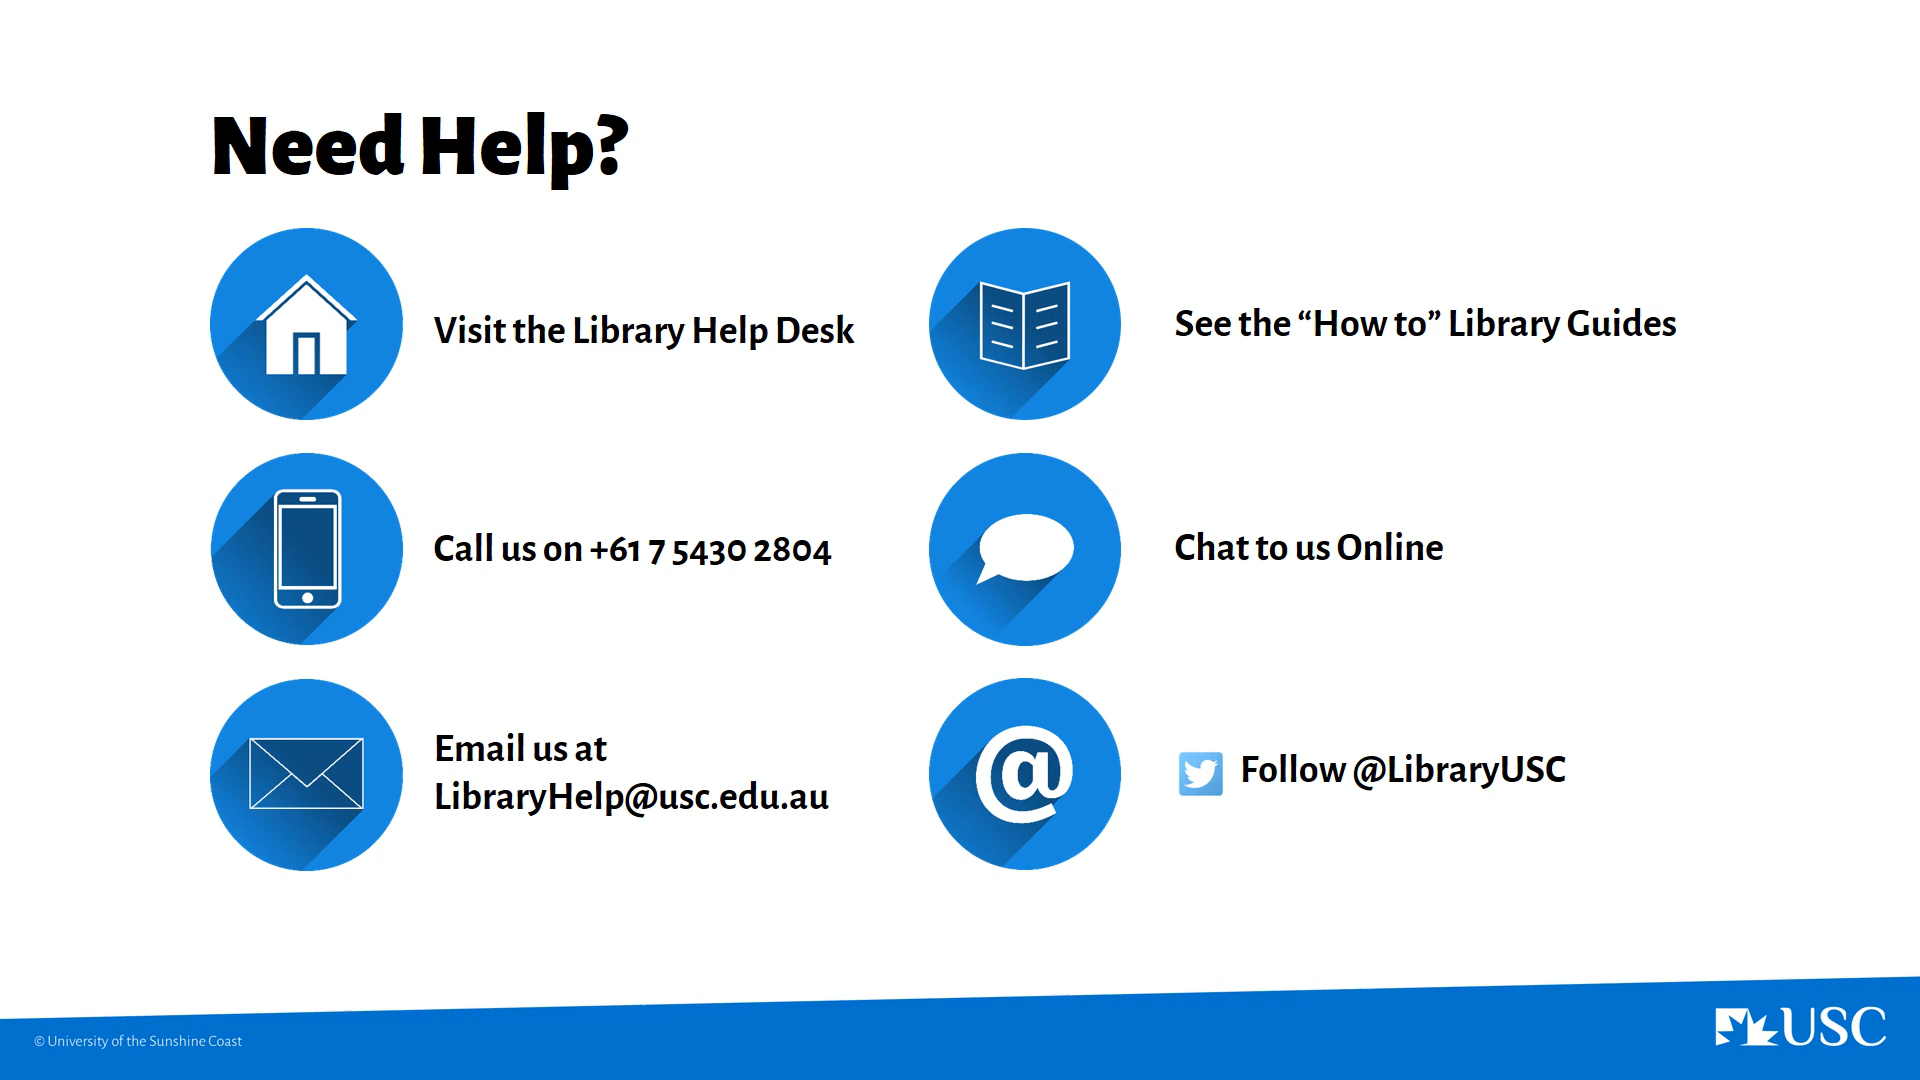 Need Help?
Visit the Library Help Desk
See the “How to” Library Guides
Call us on +61 7 5430 2804
Chat to us Online
Email us at
LibraryHelp@usc.edu.au
@
Follow @LibraryUSC
© University of the Sunshine Coast
USC